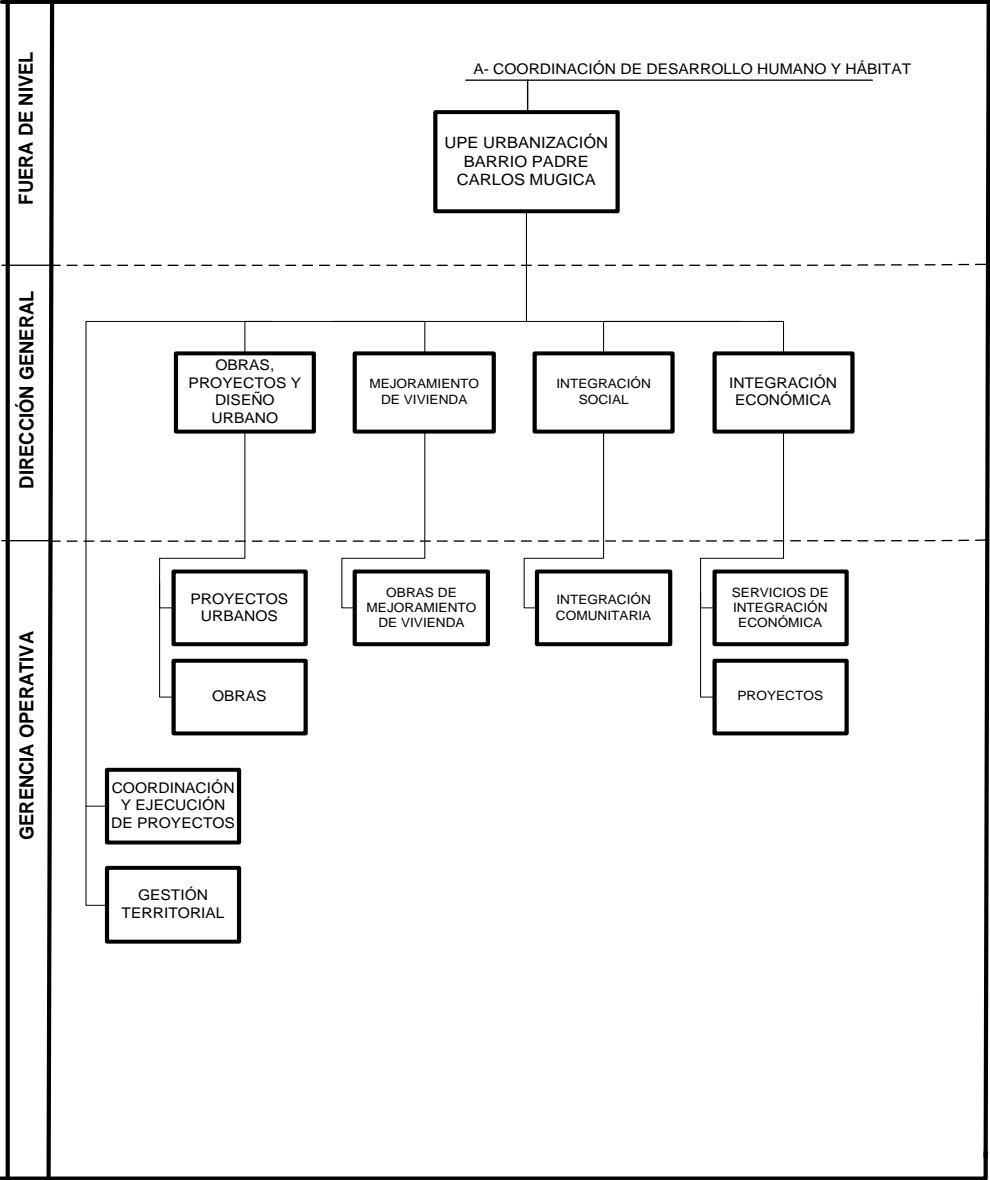 FUERA DE NIVEL
A- COORDINACIÓN DE DESARROLLO HUMANO Y HÁBITAT
UPE URBANIZACIÓN
BARRIO PADRE
CARLOS MUGICA
DIRECCIÓN GENERAL
OBRAS,
PROYECTOS Y
DISEÑO
URBANO
MEJORAMIENTO
DE VIVIENDA
INTEGRACIÓN
SOCIAL
INTEGRACIÓN
ECONÓMICA
GERENCIA OPERATIVA
PROYECTOS
URBANOS
OBRAS DE
MEJORAMIENTO
DE VIVIENDA
INTEGRACIÓN
COMUNITARIA
SERVICIOS DE
INTEGRACIÓN
ECONÓMICA
OBRAS
PROYECTOS
COORDINACIÓN
Y EJECUCIÓN
DE PROYECTOS
GESTIÓN
TERRITORIAL